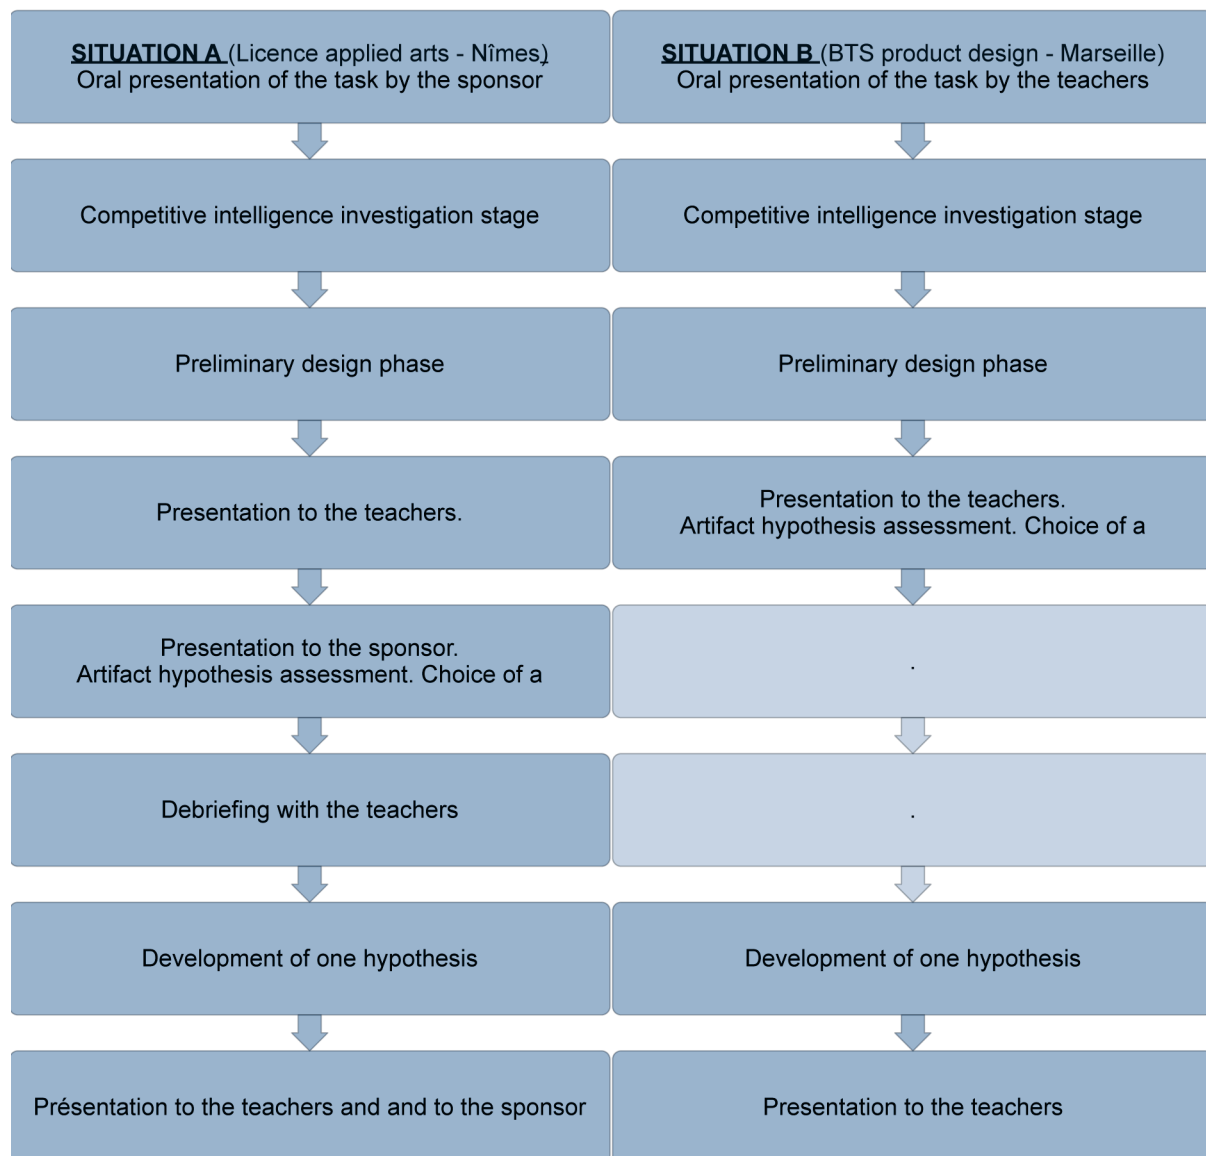 SITUATION A (Licence applied arts - Nîmes)
Oral presentation of the task by the sponsor
Competitive intelligence investigation stage
Preliminary design phase
Presentation to the teachers.
Presentation to the sponsor.
Artifact hypothesis assessment. Choice of a
Debriefing with the teachers
Development of one hypothesis
Présentation to the teachers and and to the sponsor
SITUATION B (BTS product design - Marseille)
Oral presentation of the task by the teachers
Competitive intelligence investigation stage
Preliminary design phase
Presentation to the teachers.
Artifact hypothesis assessment. Choice of a
.
.
Development of one hypothesis
Presentation to the teachers